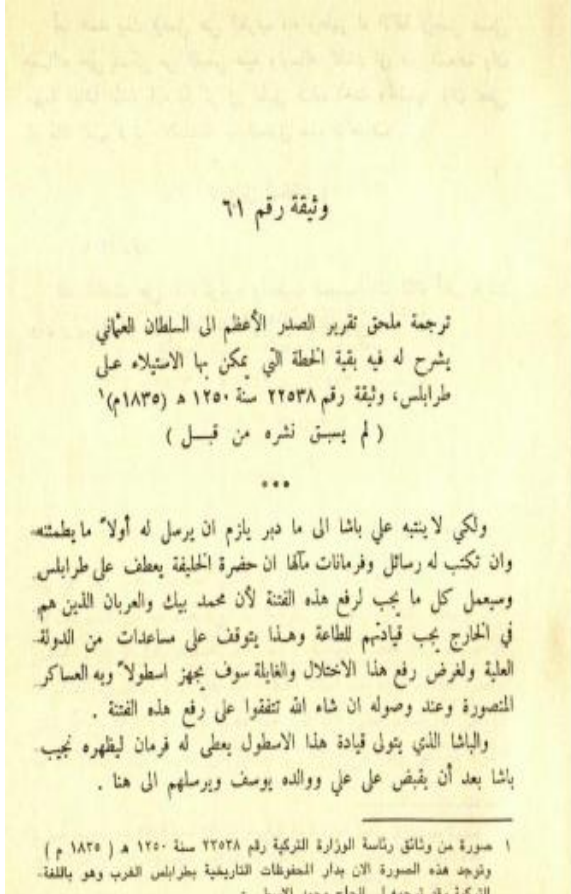 وثيقة رقم ٦١
ترجمة ملحق تقرير الصدر الأعظم الى السلطان العثماني
يشرح له فيه بقية الخطة التي يمكن بها الاستيلاء على
طرابلس، وثيقة رقم ٢٢٥٣٨ سنة ١٢٥٠ ه (١٨٣٥م)١
( لم يسبق نشره من قبل )
•••
ولكي لا ينتبه علي باشا الى ما دبر يازم ان يرسل له أولاً ما يطمئنه
وان تكتب له رسائل وفرمانات مآلها ان حضرة الخليفة يعطف على طرابلس
وسيعمل كل ما يجب لرفع هذه الفتنة لأن محمد بيك والعربان الذين هم
في الخارج يجب قيادتهم للطاعة وهذا يتوقف على مساعدات من الدولة
العلية ولغرض رفع هذا الاختلال والغايلة سوف يجهز اسطولاً وبه العساكر
المنصورة وعند وصوله ان شاء الله تتفقوا على رفع هذه الفتنة .
والباشا الذي يتولى قيادة هذا الاسطول يعطى له فرمان ليظهره نجيب
باشا بعد أن يقبض على علي ووالده يوسف ويرسلهم الى هنا .
١ صورة من وثائق رئاسة الوزارة التركية رقم ٢٢٥٣٨ سنة ١٢٥٠ ه ( ١٨٣٥ م )
وتوجد هذه الصورة الان بدار المحفوظات التاريخية بطرابلس الغرب وهو باللغة